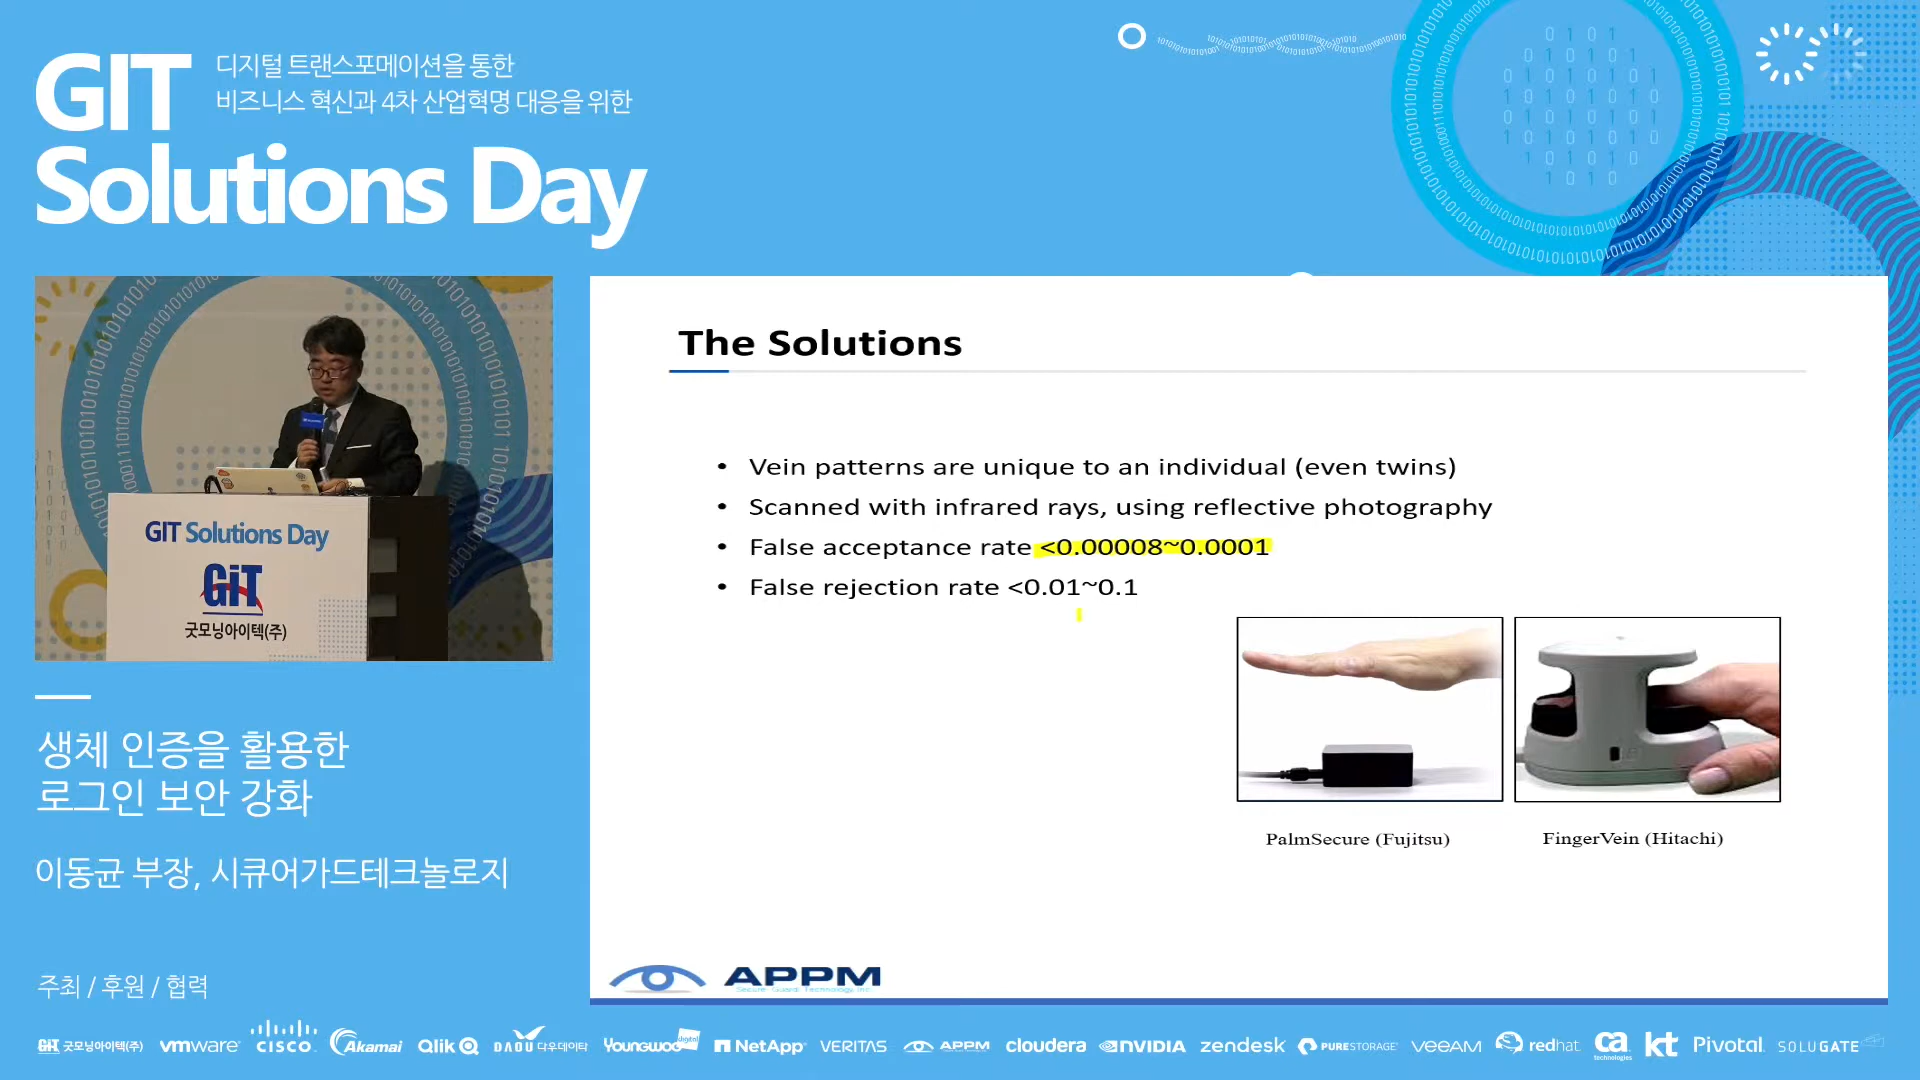 GIT
디지털 트랜스포메이션을 통한
비즈니스 혁신과 4차 산업혁명 대응을 위한
Solutions Day
GIT Solutions Day
GiT
굿모닝아이텍(주)
생체 인증을 활용한
로그인 보안 강화
이동균 부장, 시큐어가드테크놀로지
주최 / 후원 / 협력
The Solutions
• Vein patterns are unique to an individual (even twins)
• Scanned with infrared rays, using reflective photography
• False acceptance rate <0.00008~0.0001
• False rejection rate <0.01~0.1
PalmSecure (Fujitsu)
FingerVein (Hitachi)
APPM
Secure Guard Technology Inc.
GiT 굿모닝아이텍(주) vmware CISCO Akamai Qlik DAOU 다우데이타 Youngwoo digital NetApp VERITAS APPM cloudera NVIDIA zendesk PURESTORAGE VEEAM redhat ca technologies kt Pivotal SOLUGATE